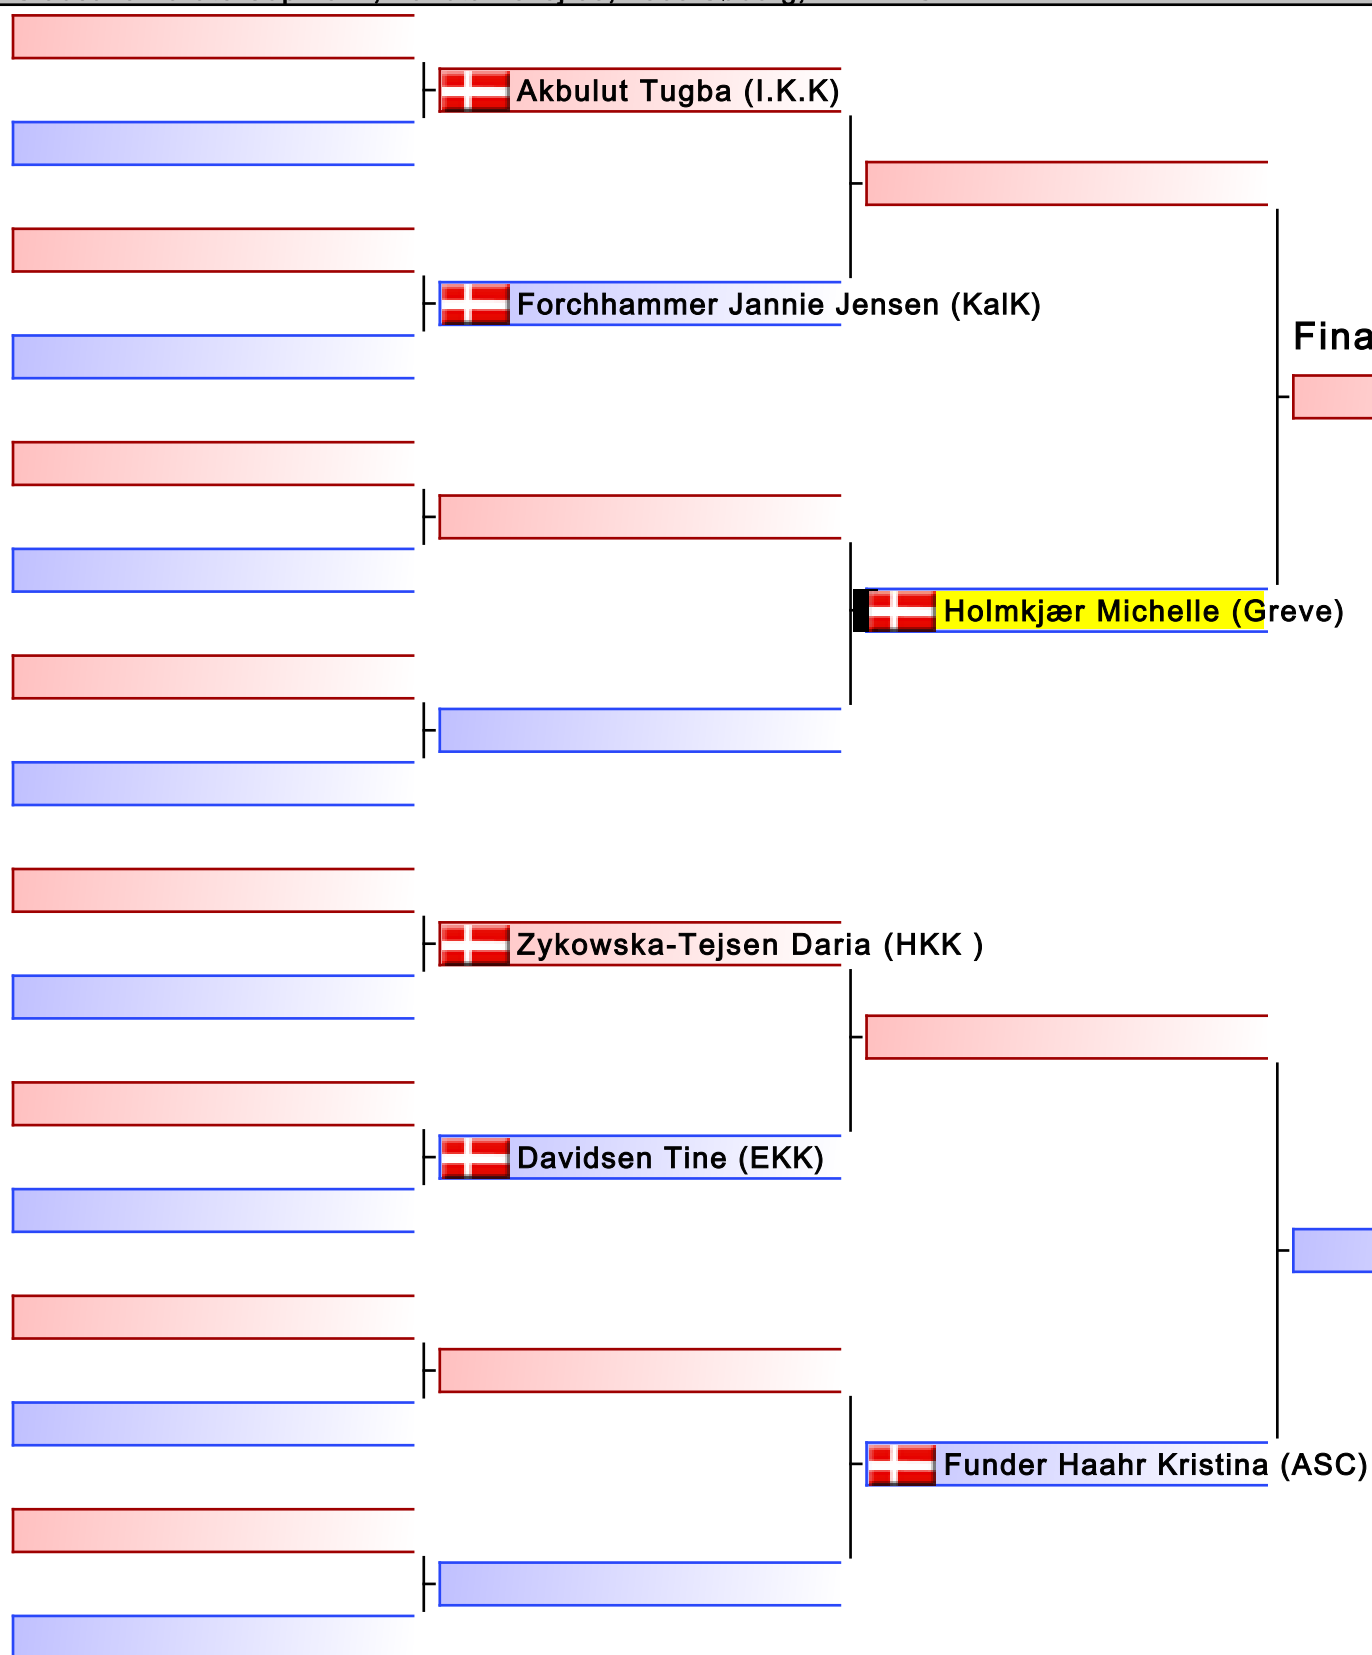 Akbulut Tugba (I.K.K)
Forchhammer Jannie Jensen (KalK)
Fina
Holmkjær Michelle (Greve)
Zykowska-Tejsen Daria (HKK )
Davidsen Tine (EKK)
Funder Haahr Kristina (ASC)